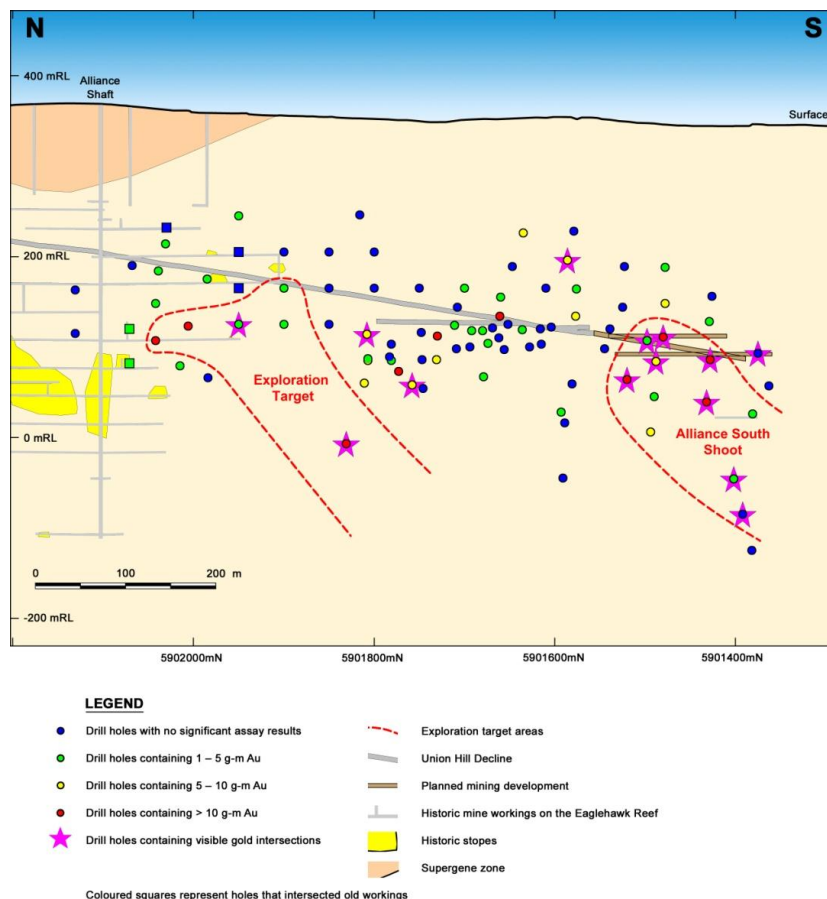 N
S
400 mRL
Alliance
Shaft
Surface
200 mRL
Exploration
Target
0 mRL
Alliance South
Shoot
0 100 200 m
-200 mRL
5902000mN 5901800mN 5901600mN 5901400mN
LEGEND
Drill holes with no significant assay results
Drill holes containing 1 – 5 g-m Au
Drill holes containing 5 – 10 g-m Au
Drill holes containing > 10 g-m Au
Drill holes containing visible gold intersections
Exploration target areas
Union Hill Decline
Planned mining development
Historic mine workings on the Eaglehawk Reef
Historic stopes
Supergene zone
Coloured squares represent holes that intersected old workings